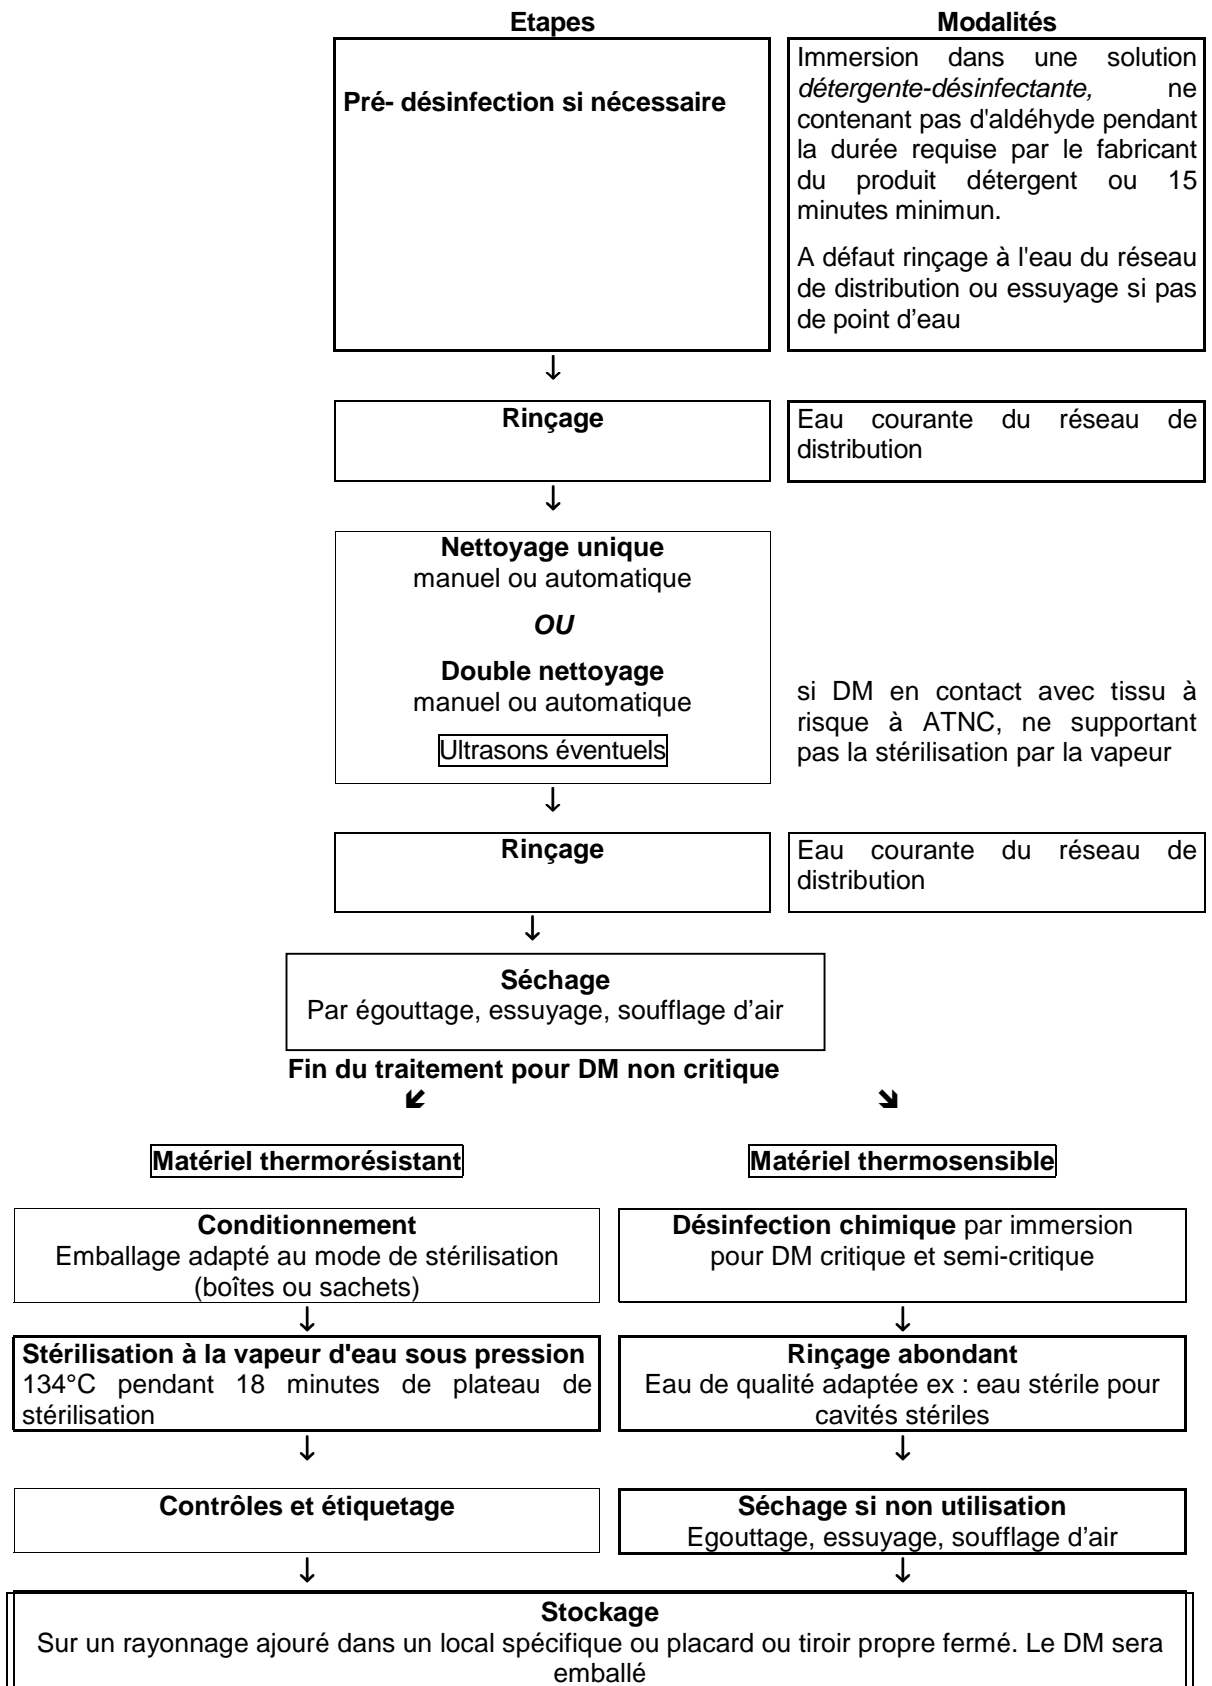 Etapes
Modalités
Pré- désinfection si nécessaire
Immersion dans une solution
détergente-désinfectante, ne
contenant pas d'aldéhyde pendant
la durée requise par le fabricant
du produit détergent ou 15
minutes minimun.
A défaut rinçage à l'eau du réseau
de distribution ou essuyage si pas
de point d’eau
↓
Rinçage
Eau courante du réseau de
distribution
↓
Nettoyage unique
manuel ou automatique
OU
Double nettoyage
manuel ou automatique
Ultrasons éventuels
si DM en contact avec tissu à
risque à ATNC, ne supportant
pas la stérilisation par la vapeur
↓
Rinçage
Eau courante du réseau de
distribution
↓
Séchage
Par égouttage, essuyage, soufflage d’air
Fin du traitement pour DM non critique
Matériel thermorésistant
Matériel thermosensible
Conditionnement
Emballage adapté au mode de stérilisation
(boîtes ou sachets)
Désinfection chimique par immersion
pour DM critique et semi-critique
↓
↓
Stérilisation à la vapeur d'eau sous pression
134°C pendant 18 minutes de plateau de
stérilisation
Rinçage abondant
Eau de qualité adaptée ex : eau stérile pour
cavités stériles
↓
↓
Contrôles et étiquetage
Séchage si non utilisation
Egouttage, essuyage, soufflage d’air
↓
↓
Stockage
Sur un rayonnage ajouré dans un local spécifique ou placard ou tiroir propre fermé. Le DM sera
emballé